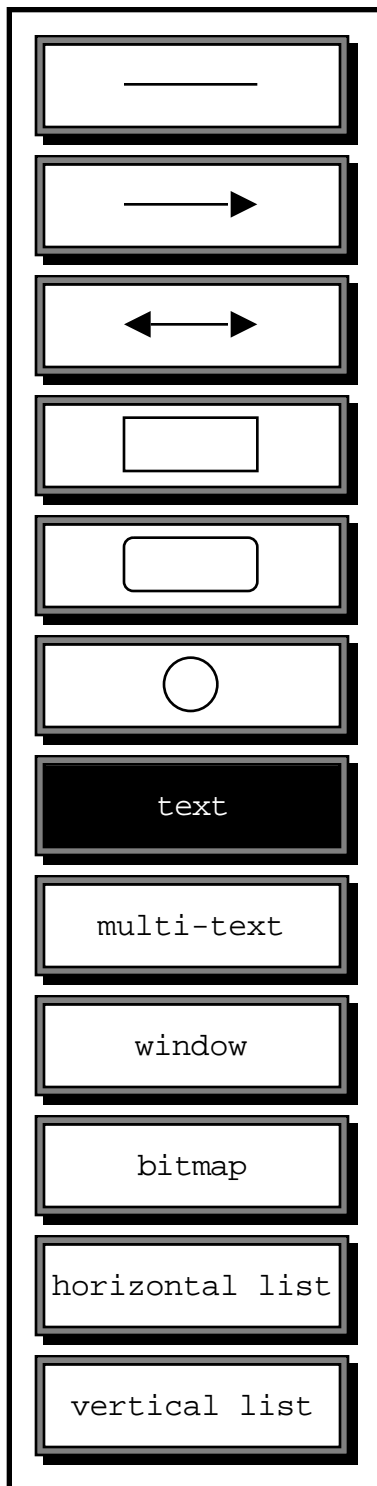 text
multi-text
window
bitmap
horizontal list
vertical list